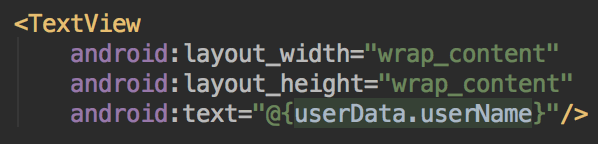 <TextView
android:layout_width="wrap_content"
android:layout_height="wrap_content"
android:text="@{userData.userName}"/>